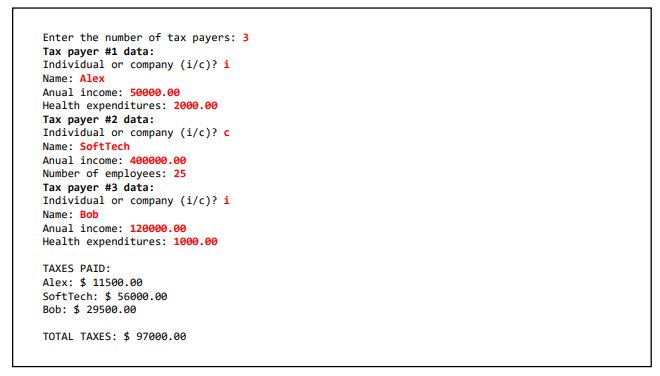 Enter the number of tax payers: 3
Tax payer #1 data:
Individual or company (i/c)? i
Name: Alex
Anual income: 50000.00
Health expenditures: 2000.00
Tax payer #2 data:
Individual or company (i/c)? c
Name: SoftTech
Anual income: 400000.00
Number of employees: 25
Tax payer #3 data:
Individual or company (i/c)? i
Name: Bob
Anual income: 120000.00
Health expenditures: 1000.00
TAXES PAID:
Alex: $ 11500.00
SoftTech: $ 56000.00
Bob: $ 29500.00
TOTAL TAXES: $ 97000.00